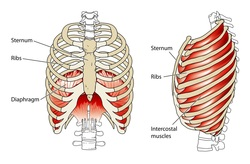 Sternum
Ribs
Diaphragm
Sternum
Ribs
Intercostal
muscles